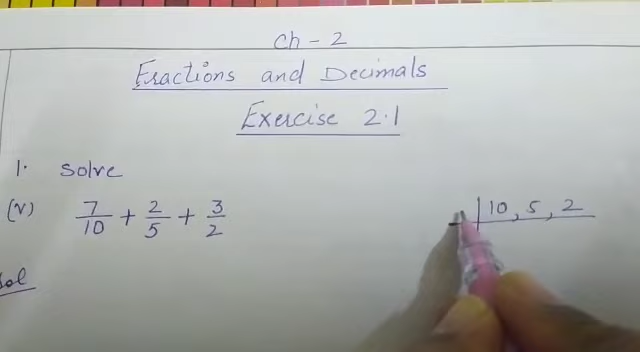 Ch - 2
Fractions and Decimals
Exercise 2.1
1. Solve
(v) 7/10 + 2/5 + 3/2
10, 5, 2
Sol